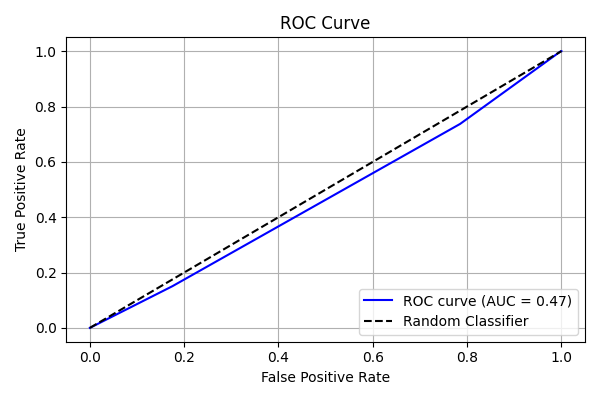 ROC Curve
True Positive Rate
1.0
0.8
0.6
0.4
0.2
0.0
ROC curve (AUC = 0.47)
Random Classifier
0.0 0.2 0.4 0.6 0.8 1.0
False Positive Rate